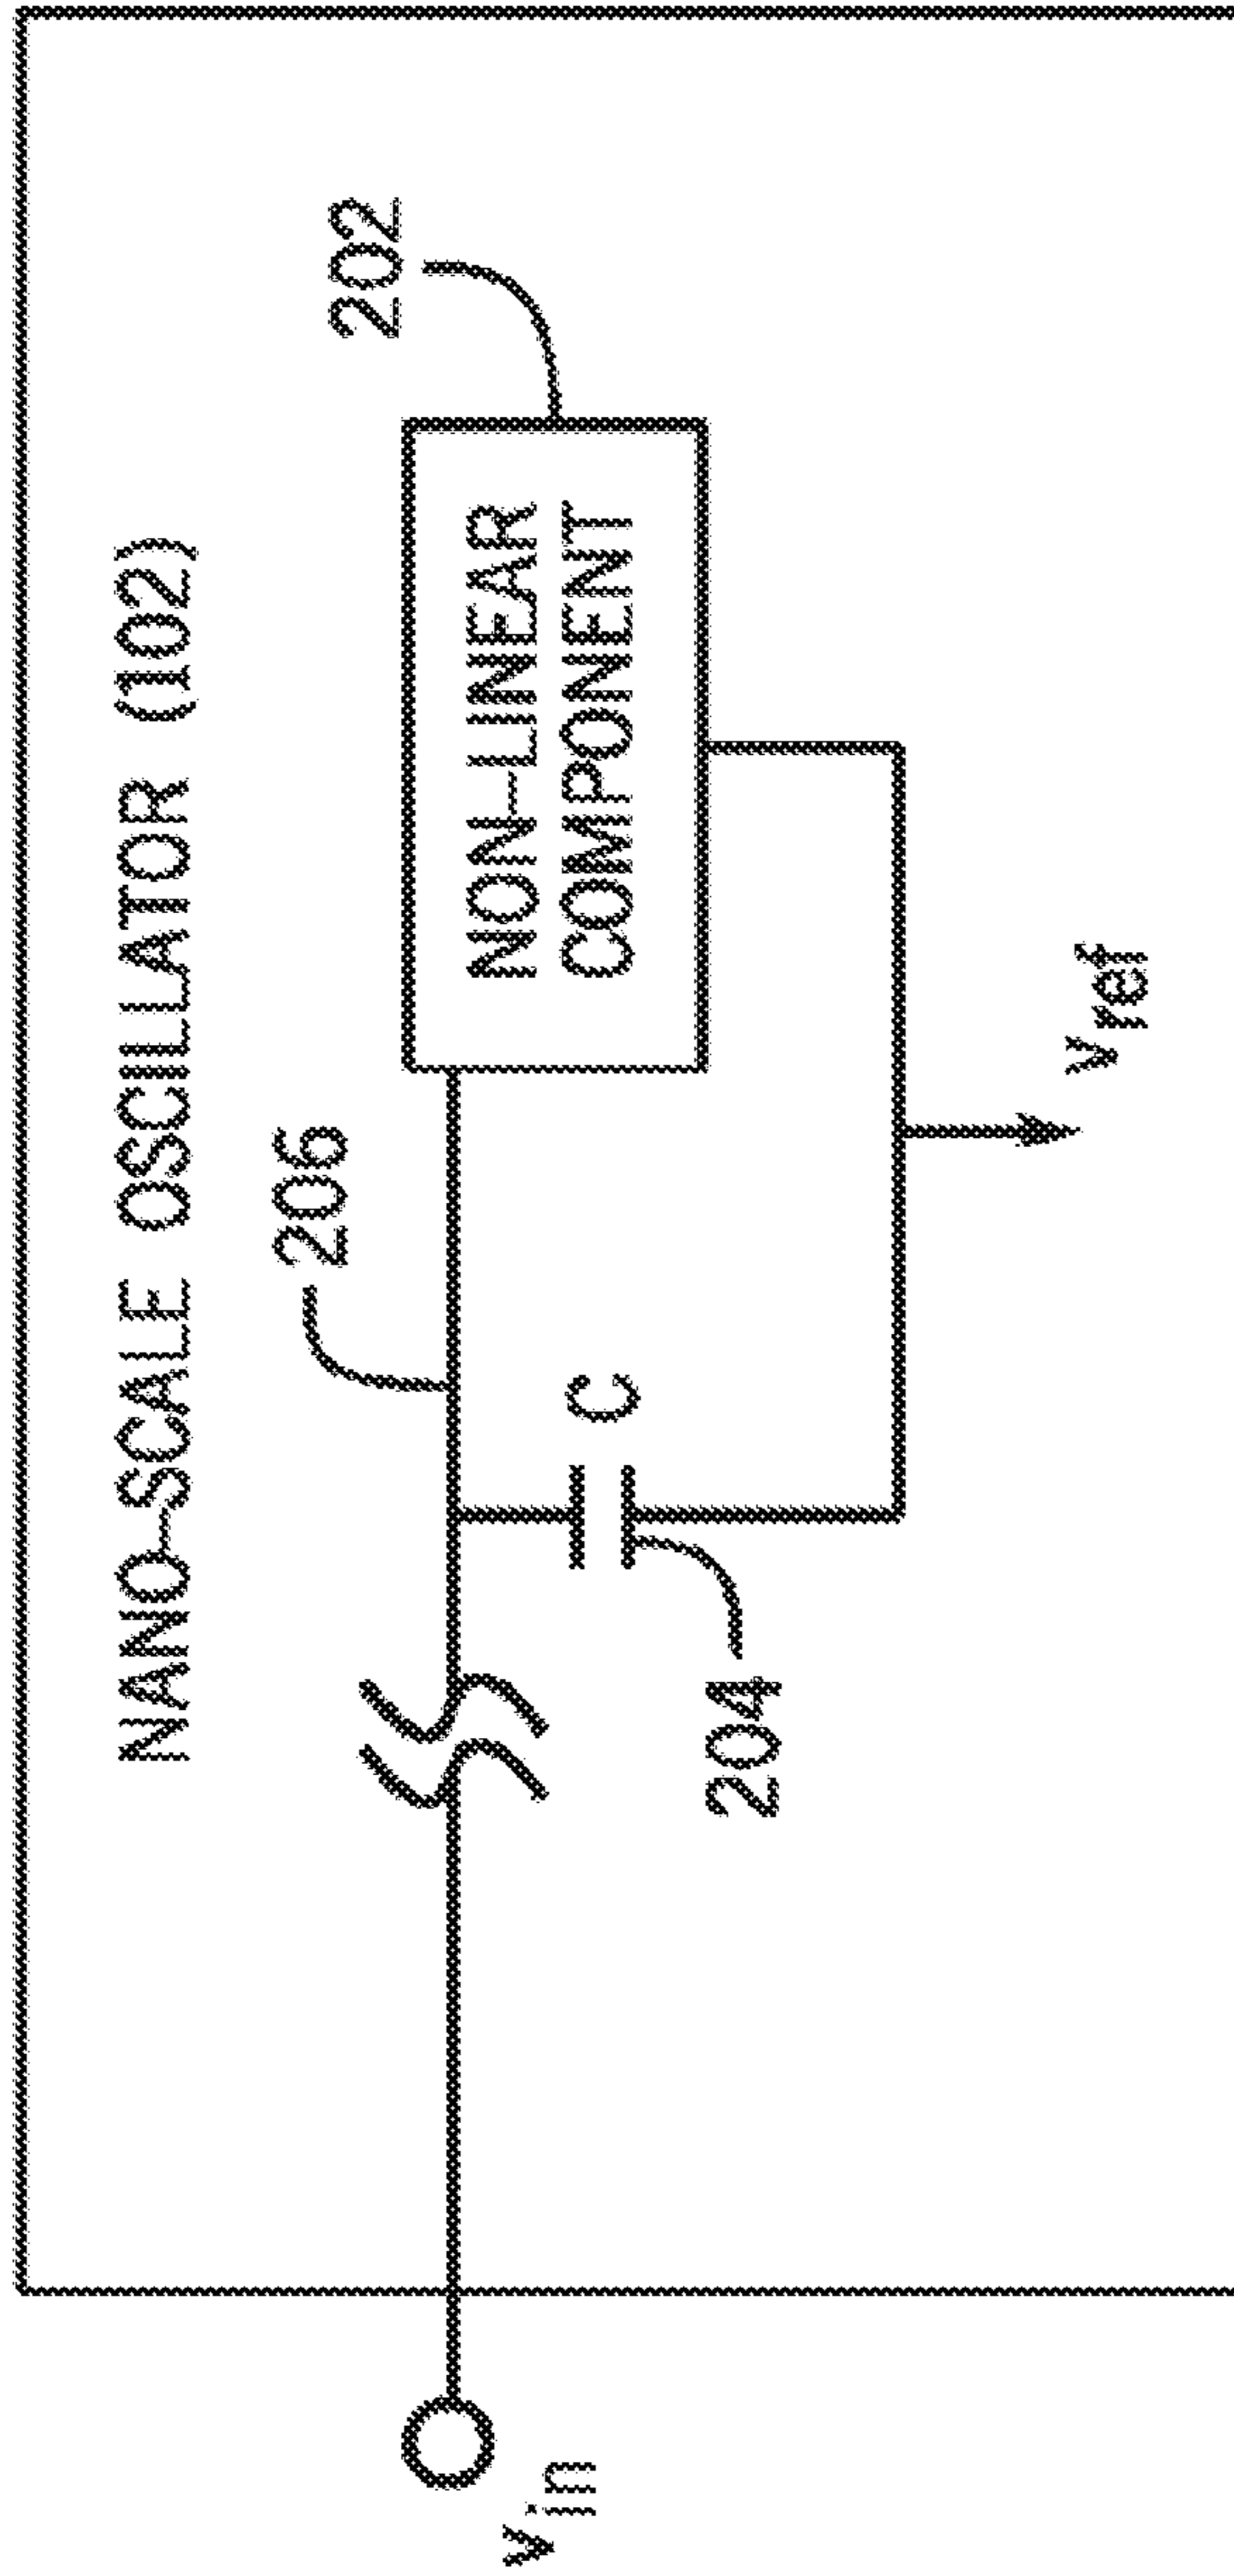 NANO–SCALE OSCILLATOR (102)
206
202
NON–LINEAR
COMPONENT
C
204
vin
vref